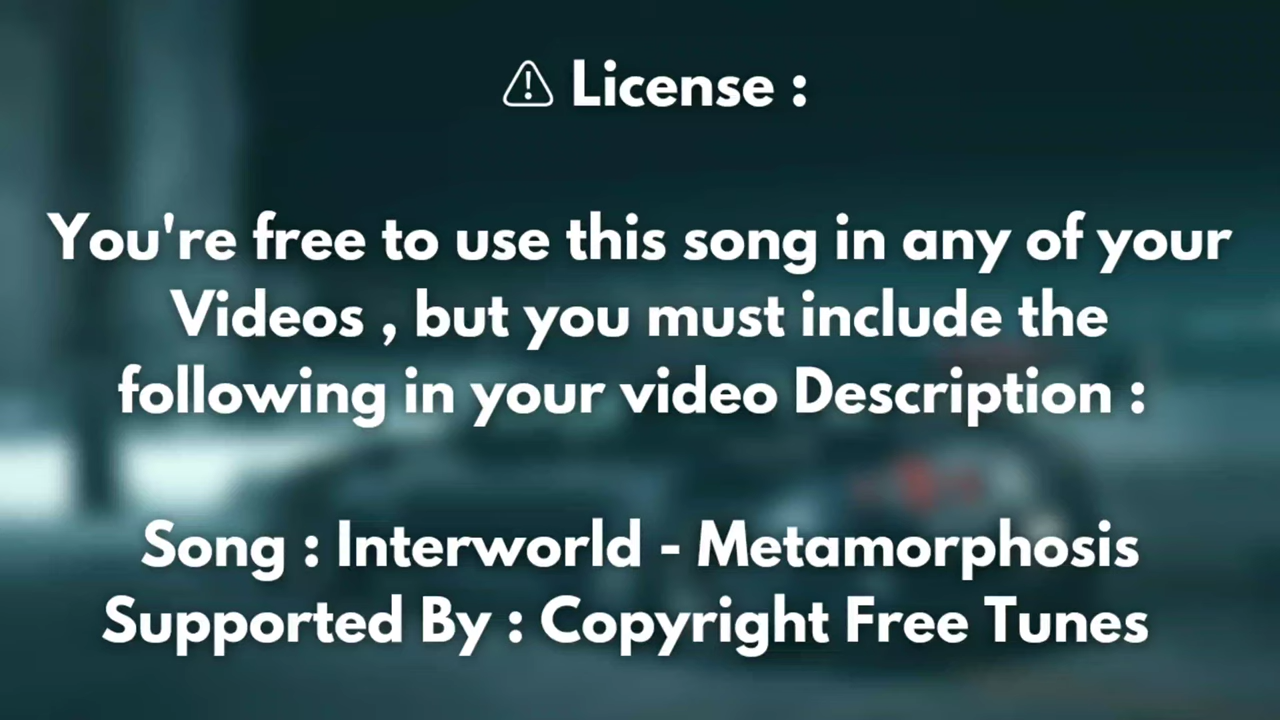 ⚠ License :
You're free to use this song in any of your
Videos , but you must include the
following in your video Description :
Song : Interworld - Metamorphosis
Supported By : Copyright Free Tunes